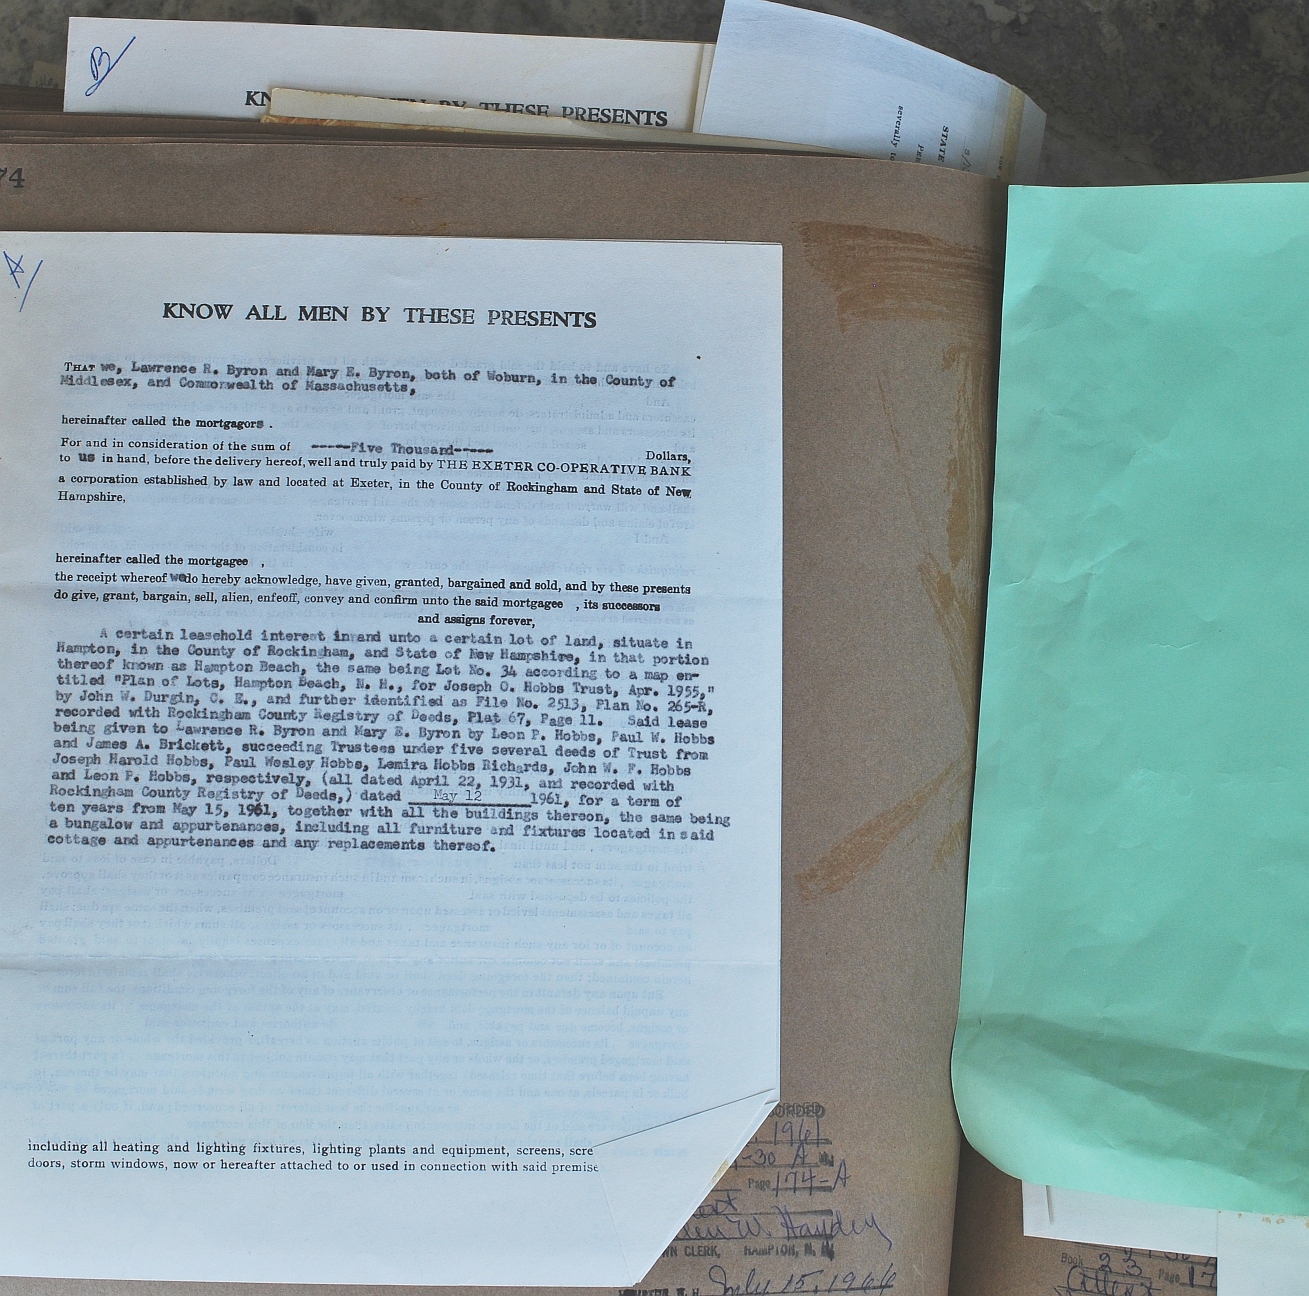 B
KN MEN BY THESE PRESENTS
severally
STATE
74
A
KNOW ALL MEN BY THESE PRESENTS
THAT we, Lawrence R. Byron and Mary E. Byron, both of Woburn, in the County of
Middlesex, and Commonwealth of Massachusetts,
hereinafter called the mortgagors .
For and in consideration of the sum of -----Five Thousand----- Dollars,
to us in hand, before the delivery hereof, well and truly paid by THE EXETER CO-OPERATIVE BANK
a corporation established by law and located at Exeter, in the County of Rockingham and State of New
Hampshire,
hereinafter called the mortgagee ,
the receipt whereof we do hereby acknowledge, have given, granted, bargained and sold, and by these presents
do give, grant, bargain, sell, alien, enfeoff, convey and confirm unto the said mortgagee , its successors
and assigns forever,
A certain leasehold interest in and unto a certain lot of land, situate in
Hampton, in the County of Rockingham, and State of New Hampshire, in that portion
thereof known as Hampton Beach, the same being Lot No. 34 according to a map en-
titled "Plan of Lots, Hampton Beach, N. H., for Joseph O. Hobbs Trust, Apr. 1955,"
by John W. Durgin, C. E., and further identified as File No. 2513, Plan No. 265-R,
recorded with Rockingham County Registry of Deeds, Plat 67, Page 11. Said lease
being given to Lawrence R. Byron and Mary E. Byron by Leon P. Hobbs, Paul W. Hobbs
and James A. Brickett, succeeding Trustees under five several deeds of Trust from
Joseph Harold Hobbs, Paul Wesley Hobbs, Lemira Hobbs Richards, John W. F. Hobbs
and Leon P. Hobbs, respectively, (all dated April 22, 1931, and recorded with
Rockingham County Registry of Deeds,) dated May 12 1961, for a term of
ten years from May 15, 1961, together with all the buildings thereon, the same being
a bungalow and appurtenances, including all furniture and fixtures located in said
cottage and appurtenances and any replacements thereof.
including all heating and lighting fixtures, lighting plants and equipment, screens, scre
doors, storm windows, now or hereafter attached to or used in connection with said premise
ORDED
1961
-30 A M
Page 174-A
W. Hayden
WN CLERK, HAMPTON, N. H.
July 15, 1966
Book 23 Page 17
Attest